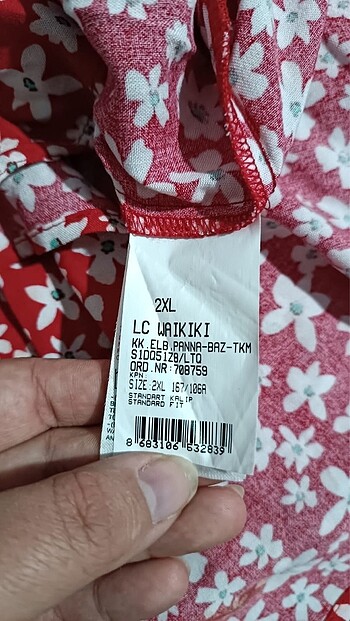 2XL
LC WAIKIKI
KK.ELB.PANNA-BAZ-TKM
S1D051Z8/LTQ
ORD.NR:708759
KPN:
SIZE:2XL 167/106A
STANDART KALIP
STANDARD FIT
8 683106 632839